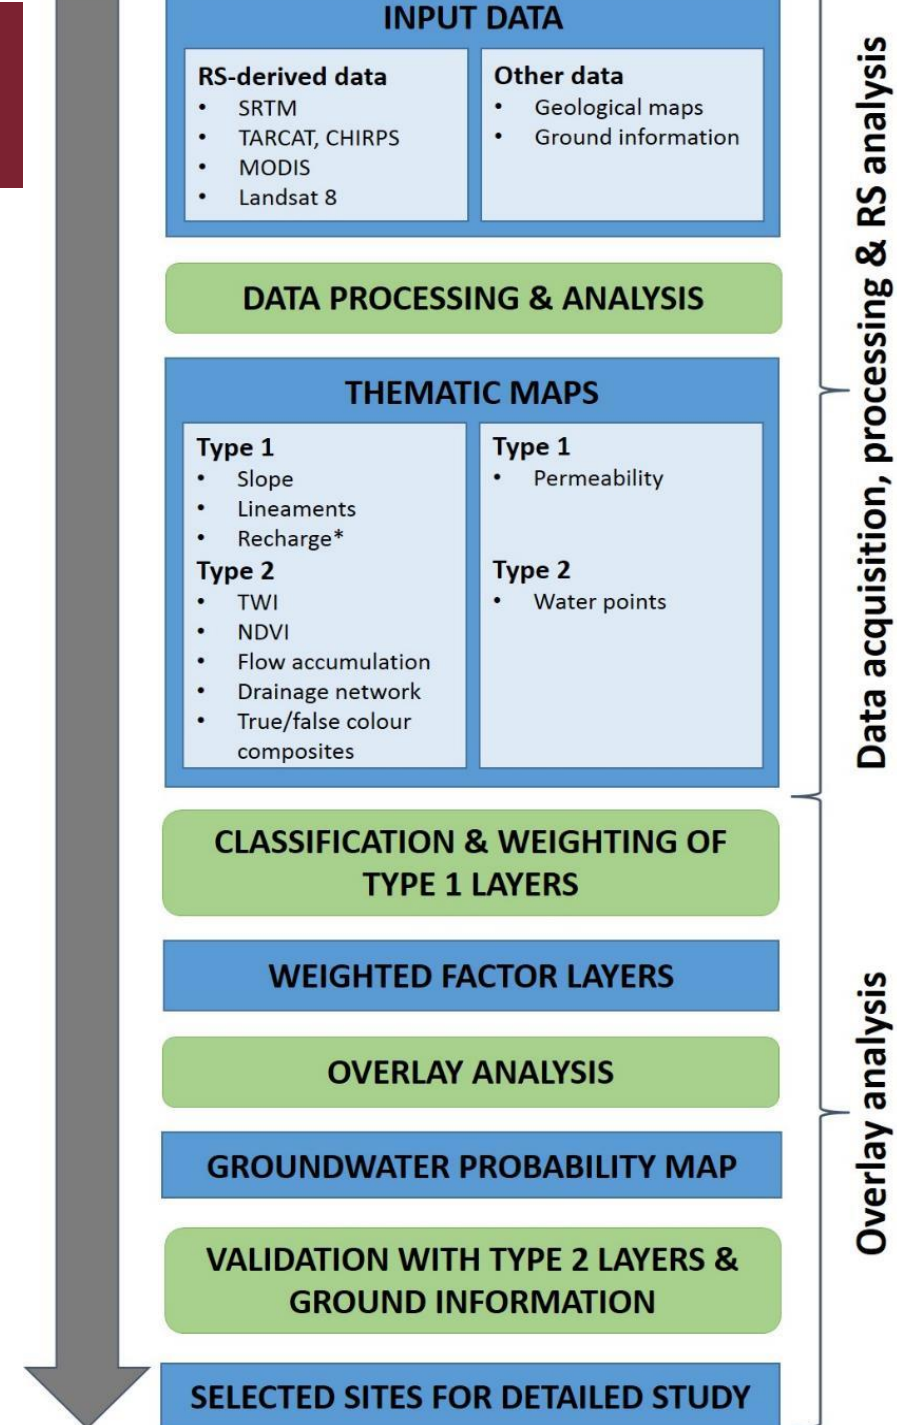 INPUT DATA
RS-derived data
• SRTM
• TARCAT, CHIRPS
• MODIS
• Landsat 8
Other data
• Geological maps
• Ground information
DATA PROCESSING & ANALYSIS
THEMATIC MAPS
Type 1
• Slope
• Lineaments
• Recharge*
Type 2
• TWI
• NDVI
• Flow accumulation
• Drainage network
• True/false colour
composites
Type 1
• Permeability
Type 2
• Water points
Data acquisition, processing & RS analysis
CLASSIFICATION & WEIGHTING OF
TYPE 1 LAYERS
WEIGHTED FACTOR LAYERS
OVERLAY ANALYSIS
GROUNDWATER PROBABILITY MAP
VALIDATION WITH TYPE 2 LAYERS &
GROUND INFORMATION
SELECTED SITES FOR DETAILED STUDY
Overlay analysis